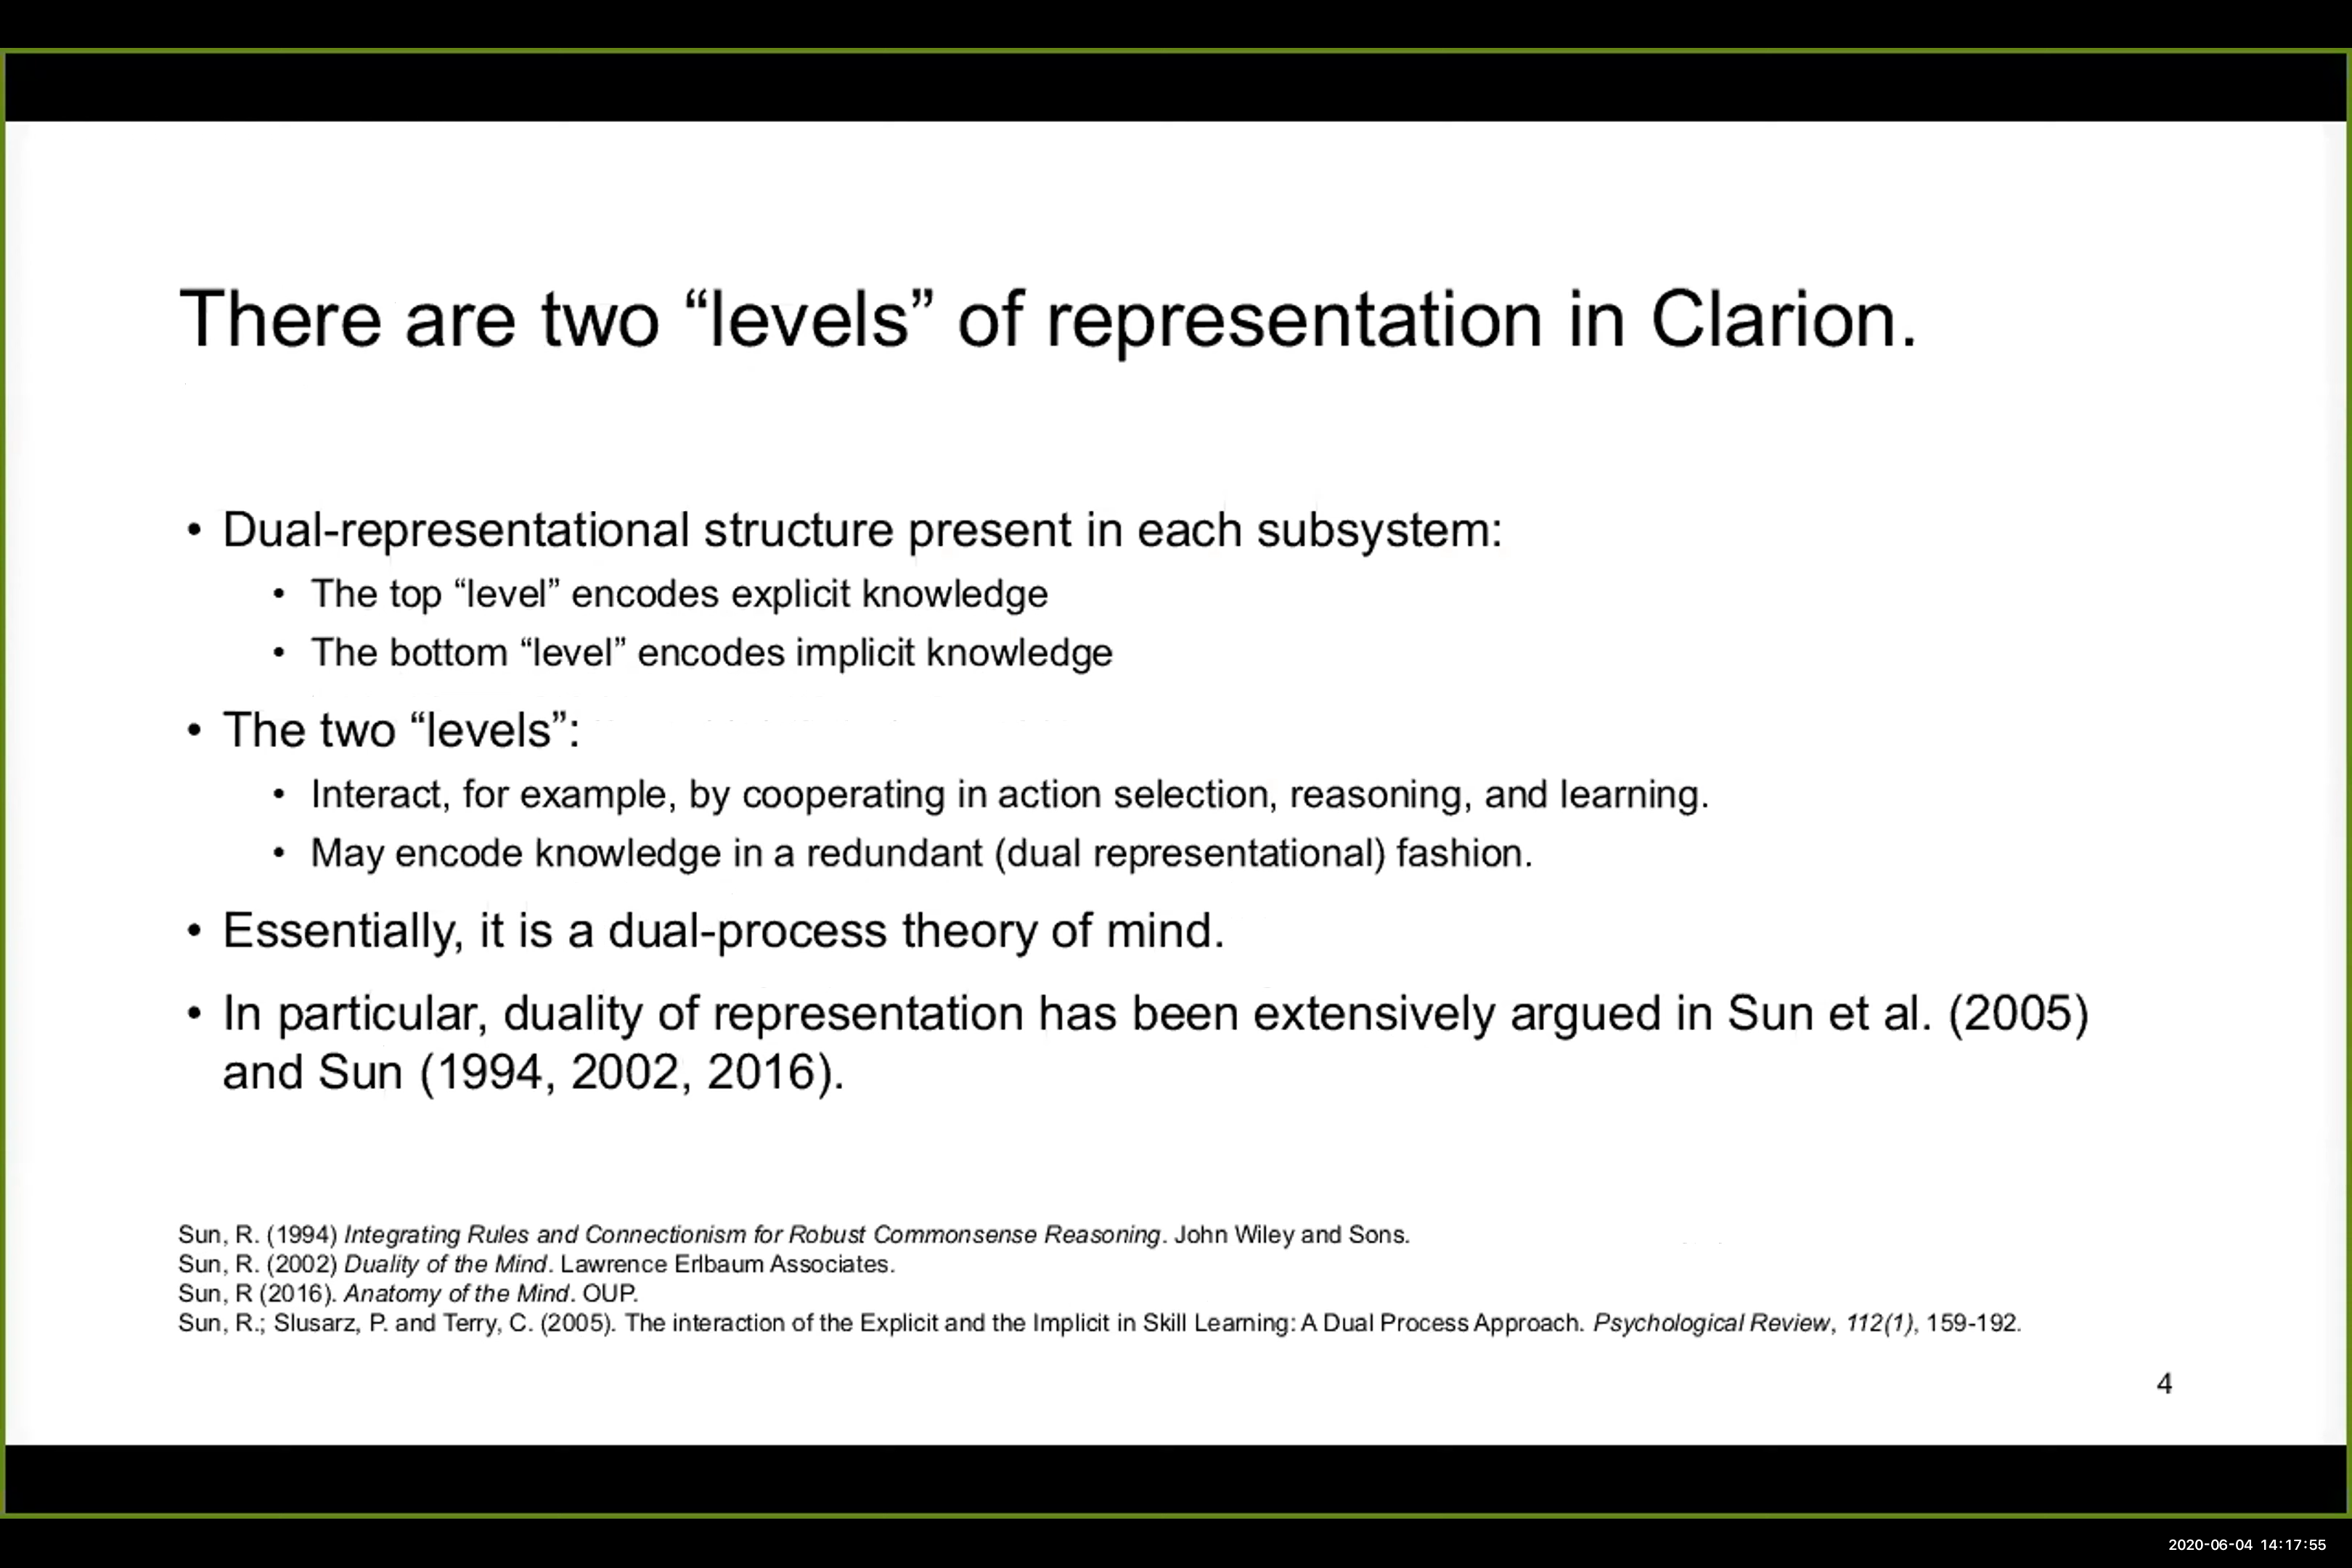 There are two “levels” of representation in Clarion.
• Dual-representational structure present in each subsystem:
• The top “level” encodes explicit knowledge
• The bottom “level” encodes implicit knowledge
• The two “levels”:
• Interact, for example, by cooperating in action selection, reasoning, and learning.
• May encode knowledge in a redundant (dual representational) fashion.
• Essentially, it is a dual-process theory of mind.
• In particular, duality of representation has been extensively argued in Sun et al. (2005)
and Sun (1994, 2002, 2016).
Sun, R. (1994) Integrating Rules and Connectionism for Robust Commonsense Reasoning. John Wiley and Sons.
Sun, R. (2002) Duality of the Mind. Lawrence Erlbaum Associates.
Sun, R (2016). Anatomy of the Mind. OUP.
Sun, R.; Slusarz, P. and Terry, C. (2005). The interaction of the Explicit and the Implicit in Skill Learning: A Dual Process Approach. Psychological Review, 112(1), 159-192.
4
2020-06-04 14:17:55